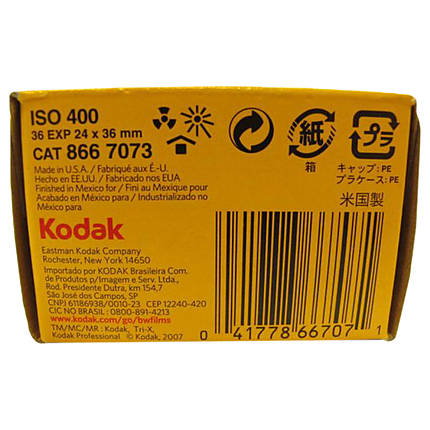 ISO 400
36 EXP 24 x 36 mm
CAT 866 7073
Made in U.S.A. / Fabriqué aux É.-U.
Hecho en EE.UU. / Fabricado nos EUA
Finished in Mexico for / Fini au Mexique pour
Acabado en México para / Industrializado no
México para
Kodak
Eastman Kodak Company
Rochester, New York 14650
Importado por KODAK Brasileira Com.
de Produtos p/Imagem e Serv. Ltda.,
Rod. Presidente Dutra, km 154,7
São José dos Campos, SP
CNPJ 61186938/0010-23 CEP 12240-420
CIC NO BRASIL: 0800-891-4213
www.kodak.com/go/bwfilms
TM/MC/MR: Kodak, Tri-X,
Kodak Professional © Kodak, 2007
紙
箱
プラ
キャップ: PE
プラケース: PE
米国製
0 41778 66707 1